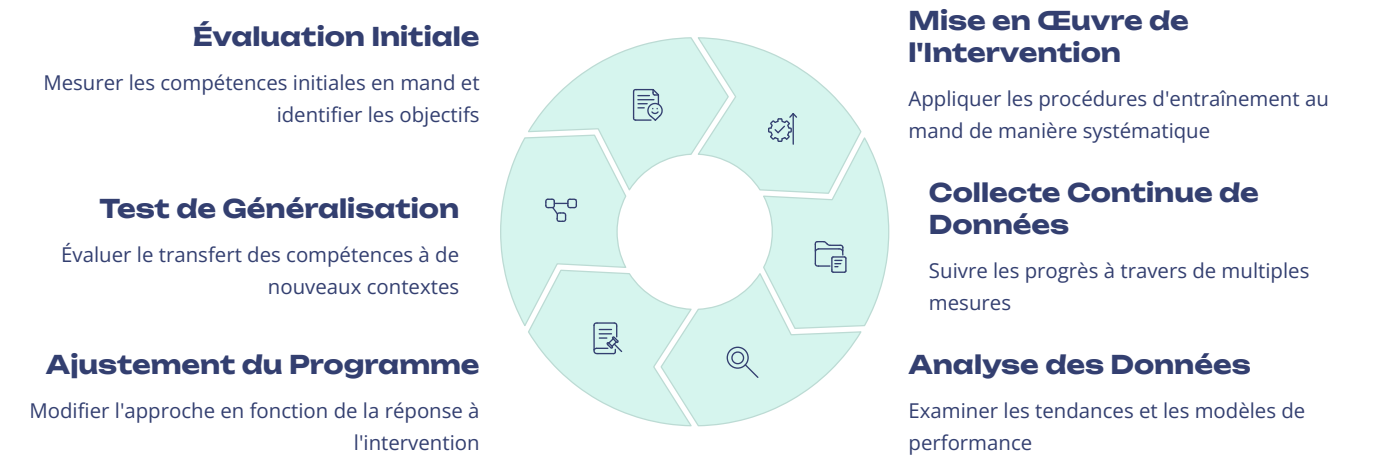 Évaluation Initiale
Mesurer les compétences initiales en mand et
identifier les objectifs
Mise en Œuvre de
l'Intervention
Appliquer les procédures d'entraînement au
mand de manière systématique
Collecte Continue de
Données
Suivre les progrès à travers de multiples
mesures
Analyse des Données
Examiner les tendances et les modèles de
performance
Ajustement du Programme
Modifier l'approche en fonction de la réponse à
l'intervention
Test de Généralisation
Évaluer le transfert des compétences à de
nouveaux contextes